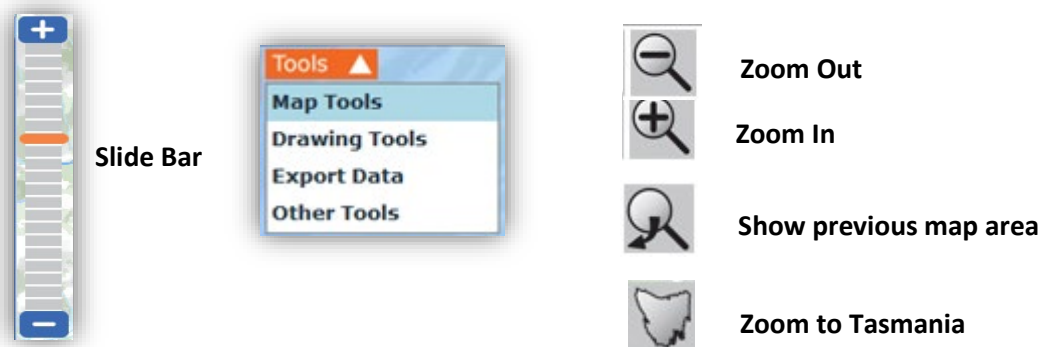 Slide Bar
Tools
Map Tools
Drawing Tools
Export Data
Other Tools
Zoom Out
Zoom In
Show previous map area
Zoom to Tasmania